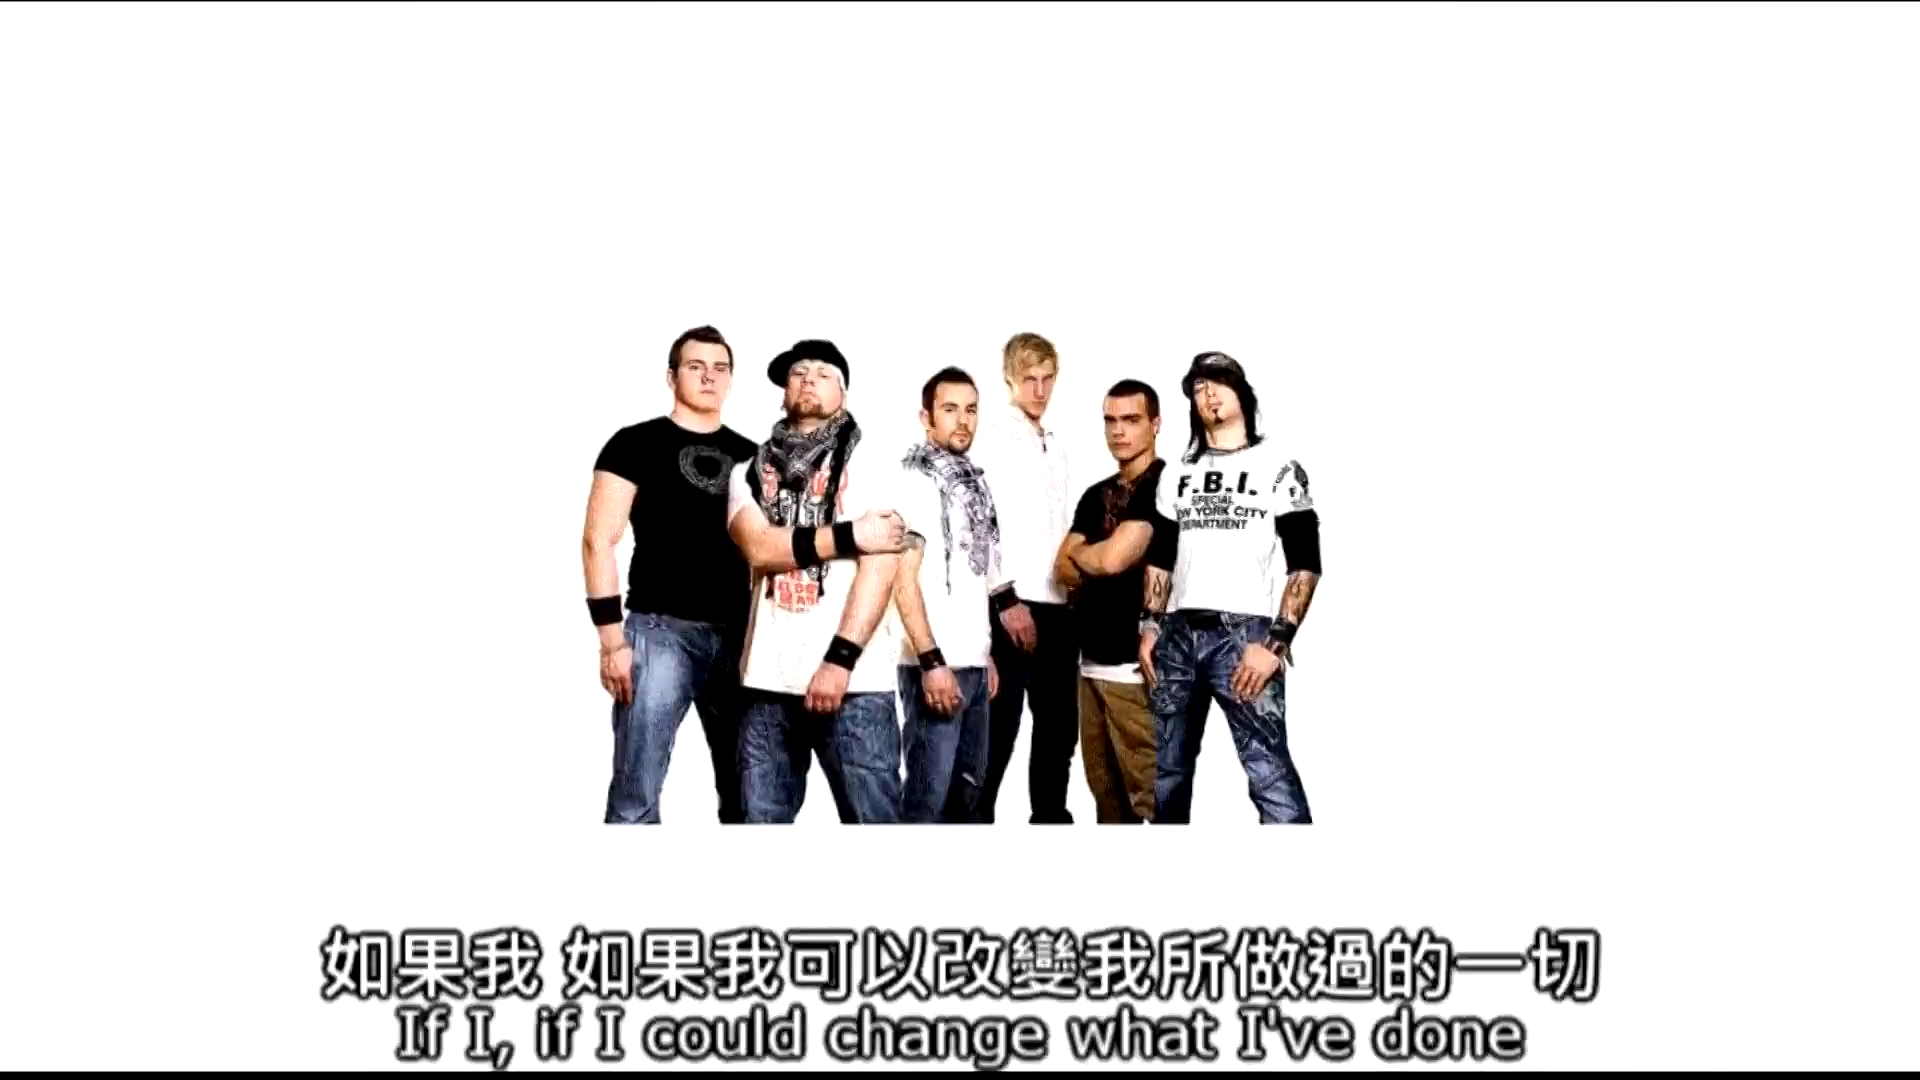 F.B.I.
SPECIAL
YORK CITY
DEPARTMENT
如果我 如果我可以改變我所做過的一切
If I, if I could change what I've done